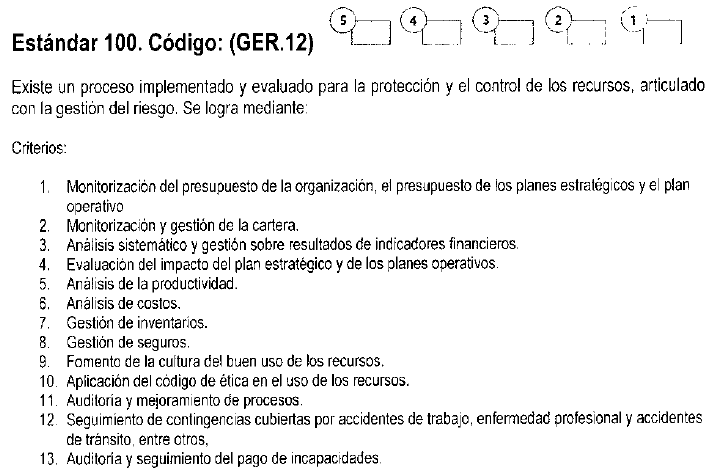 5 4 3 2 1
Estándar 100. Código: (GER.12)
Existe un proceso implementado y evaluado para la protección y el control de los recursos, articulado
con la gestión del riesgo. Se logra mediante:
Criterios:
1. Monitorización del presupuesto de la organización, el presupuesto de los planes estratégicos y el plan
operativo
2. Monitorización y gestión de la cartera.
3. Análisis sistemático y gestión sobre resultados de indicadores financieros.
4. Evaluación del impacto del plan estratégico y de los planes operativos.
5. Análisis de la productividad.
6. Análisis de costos.
7. Gestión de inventarios.
8. Gestión de seguros.
9. Fomento de la cultura del buen uso de los recursos.
10. Aplicación del código de ética en el uso de los recursos.
11. Auditoría y mejoramiento de procesos.
12. Seguimiento de contingencias cubiertas por accidentes de trabajo, enfermedad profesional y accidentes
de tránsito, entre otros,
13. Auditoría y seguimiento del pago de incapacidades.